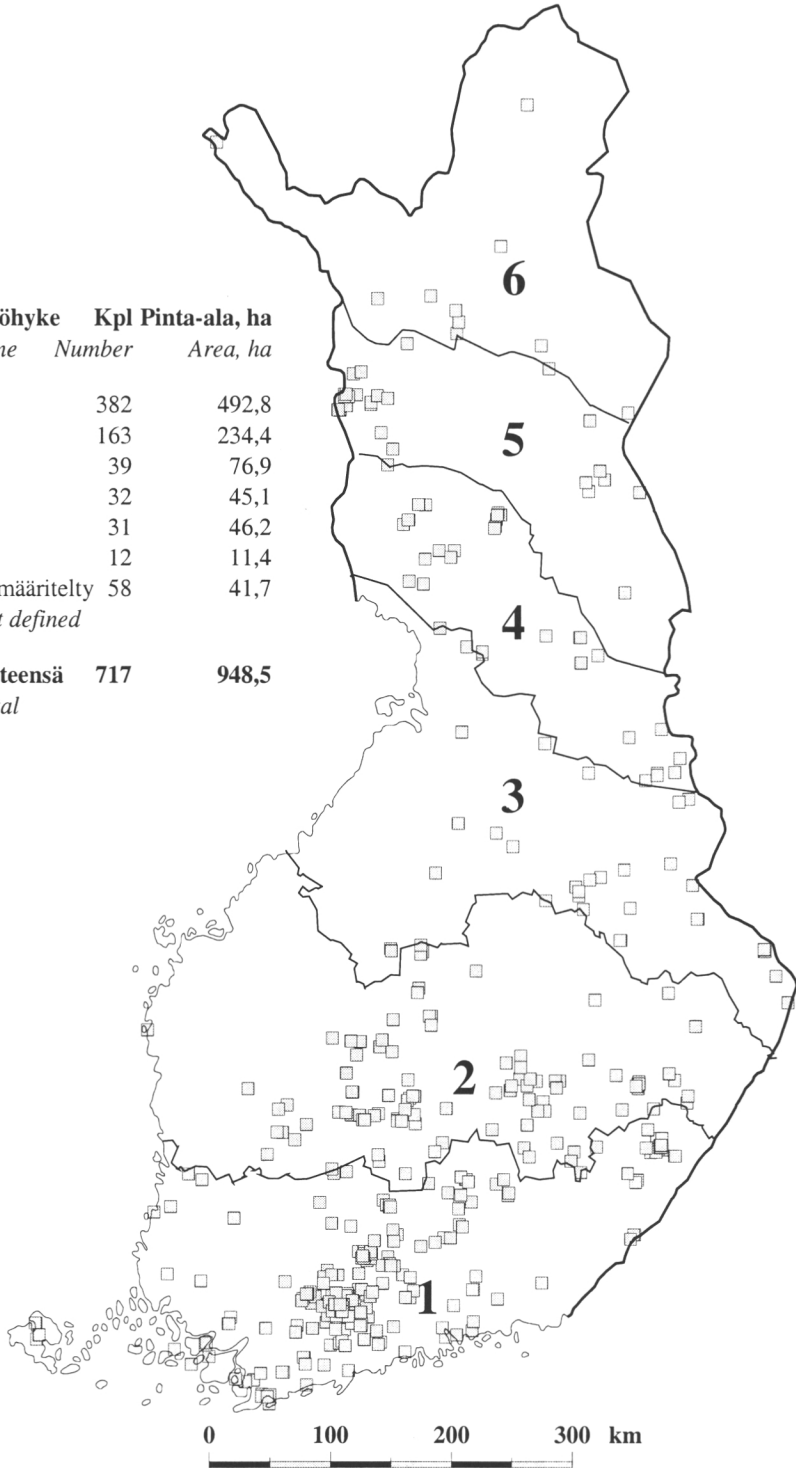 öhyke Kpl Pinta-ala, ha
ne Number Area, ha
382 492,8
163 234,4
39 76,9
32 45,1
31 46,2
12 11,4
määritelty 58 41,7
t defined
teensä 717 948,5
al
6
5
4
3
2
1
0 100 200 300 km